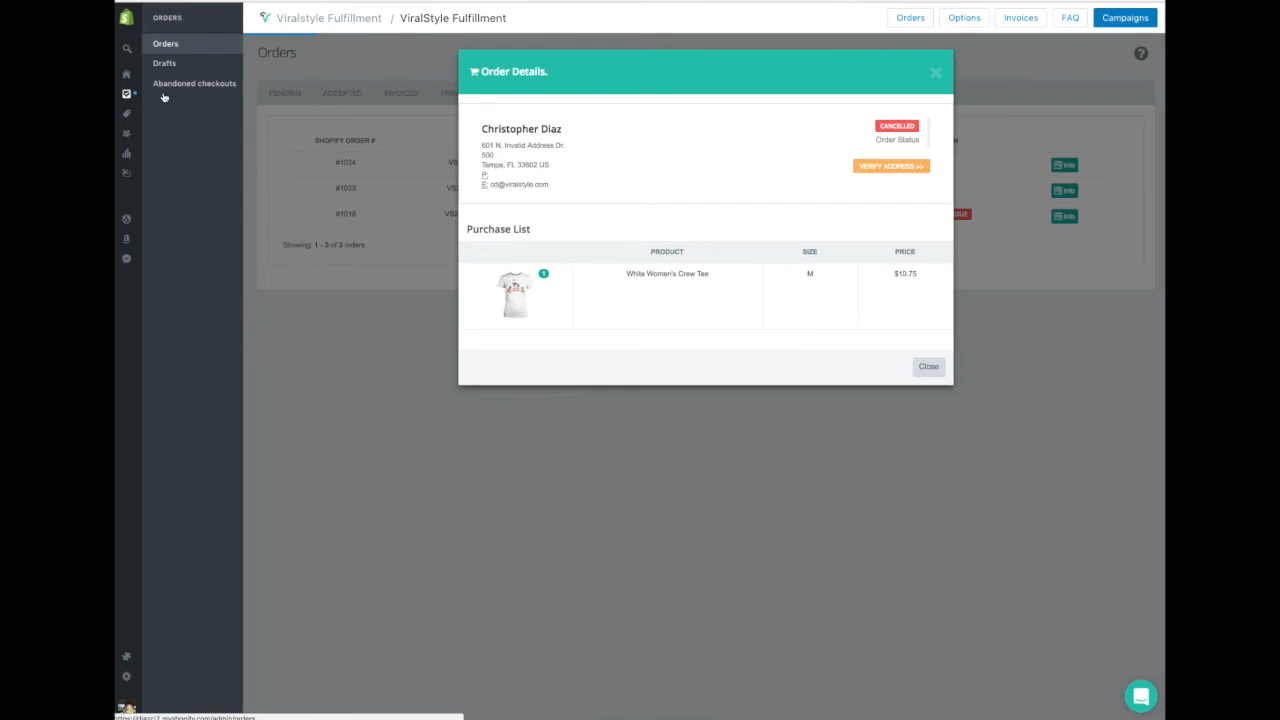 ORDERS
Orders
Drafts
Abandoned checkouts
Viralstyle Fulfillment / ViralStyle Fulfillment
Orders
Options
Invoices
FAQ
Campaigns
Orders
?
PENDING
ACCEPTED
INVOICED
SHOPIFY ORDER #
#1024
#1023
#1016
Info
Info
Info
Showing: 1 - 3 of 3 orders
Order Details.
Christopher Diaz
601 N. Invalid Address Dr.
500
Tampa, FL 33602 US
P:
E: cd@viralstyle.com
CANCELLED
Order Status
VERIFY ADDRESS >>
Purchase List
PRODUCT SIZE PRICE
1
White Women's Crew Tee M $10.75
Close